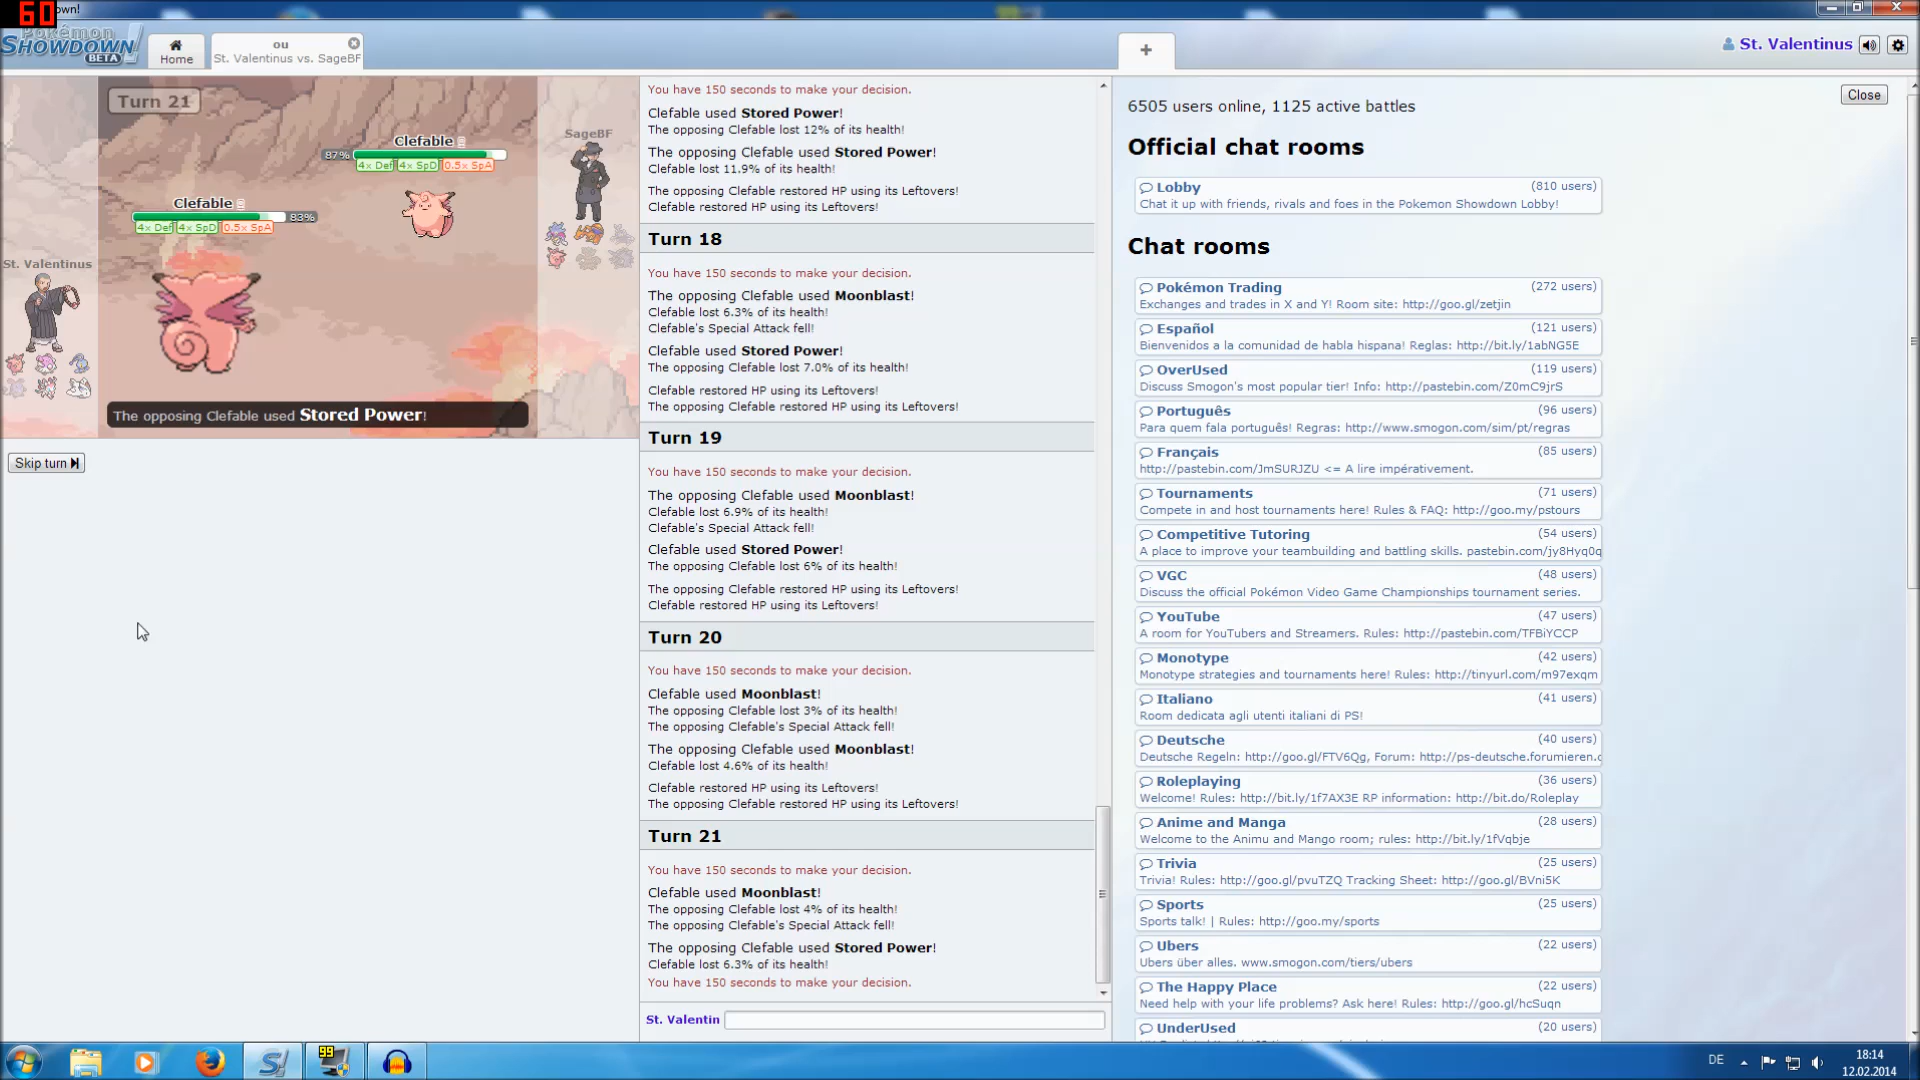 60
own!
Pokémon
SHOWDOWN!
BETA
Home
ou
St. Valentinus vs. SageBF
+
St. Valentinus
Turn 21
Clefable
87%
4x Def 4x SpD 0.5x SpA
Clefable
83%
4x Def 4x SpD 0.5x SpA
SageBF
St. Valentinus
The opposing Clefable used Stored Power!
Skip turn
You have 150 seconds to make your decision.
Clefable used Stored Power!
The opposing Clefable lost 12% of its health!
The opposing Clefable used Stored Power!
Clefable lost 11.9% of its health!
The opposing Clefable restored HP using its Leftovers!
Clefable restored HP using its Leftovers!
Turn 18
You have 150 seconds to make your decision.
The opposing Clefable used Moonblast!
Clefable lost 6.3% of its health!
Clefable's Special Attack fell!
Clefable used Stored Power!
The opposing Clefable lost 7.0% of its health!
Clefable restored HP using its Leftovers!
The opposing Clefable restored HP using its Leftovers!
Turn 19
You have 150 seconds to make your decision.
The opposing Clefable used Moonblast!
Clefable lost 6.9% of its health!
Clefable's Special Attack fell!
Clefable used Stored Power!
The opposing Clefable lost 6% of its health!
The opposing Clefable restored HP using its Leftovers!
Clefable restored HP using its Leftovers!
Turn 20
You have 150 seconds to make your decision.
Clefable used Moonblast!
The opposing Clefable lost 3% of its health!
The opposing Clefable's Special Attack fell!
The opposing Clefable used Moonblast!
Clefable lost 4.6% of its health!
Clefable restored HP using its Leftovers!
The opposing Clefable restored HP using its Leftovers!
Turn 21
You have 150 seconds to make your decision.
Clefable used Moonblast!
The opposing Clefable lost 4% of its health!
The opposing Clefable's Special Attack fell!
The opposing Clefable used Stored Power!
Clefable lost 6.3% of its health!
You have 150 seconds to make your decision.
St. Valentin
Close
6505 users online, 1125 active battles
Official chat rooms
Lobby (810 users)
Chat it up with friends, rivals and foes in the Pokemon Showdown Lobby!
Chat rooms
Pokémon Trading (272 users)
Exchanges and trades in X and Y! Room site: http://goo.gl/zetjin
Español (121 users)
Bienvenidos a la comunidad de habla hispana! Reglas: http://bit.ly/1abNG5E
OverUsed (119 users)
Discuss Smogon's most popular tier! Info: http://pastebin.com/Z0mC9jrS
Português (96 users)
Para quem fala português! Regras: http://www.smogon.com/sim/pt/regras
Français (85 users)
http://pastebin.com/JmSURJZU <= A lire impérativement.
Tournaments (71 users)
Compete in and host tournaments here! Rules & FAQ: http://goo.my/pstours
Competitive Tutoring (54 users)
A place to improve your teambuilding and battling skills. pastebin.com/jy8Hyq0q
VGC (48 users)
Discuss the official Pokémon Video Game Championships tournament series.
YouTube (47 users)
A room for YouTubers and Streamers. Rules: http://pastebin.com/TFBiYCCP
Monotype (42 users)
Monotype strategies and tournaments here! Rules: http://tinyurl.com/m97exqm
Italiano (41 users)
Room dedicata agli utenti italiani di PS!
Deutsche (40 users)
Deutsche Regeln: http://goo.gl/FTV6Qg, Forum: http://ps-deutsche.forumieren.c
Roleplaying (36 users)
Welcome! Rules: http://bit.ly/1f7AX3E RP information: http://bit.do/Roleplay
Anime and Manga (28 users)
Welcome to the Animu and Mango room; rules: http://bit.ly/1fVqbje
Trivia (25 users)
Trivia! Rules: http://goo.gl/pvuTZQ Tracking Sheet: http://goo.gl/BVni5K
Sports (25 users)
Sports talk! | Rules: http://goo.my/sports
Ubers (22 users)
Ubers über alles. www.smogon.com/tiers/ubers
The Happy Place (22 users)
Need help with your life problems? Ask here! Rules: http://goo.gl/hcSuqn
UnderUsed (20 users)
99
DE
18:14
12.02.2014